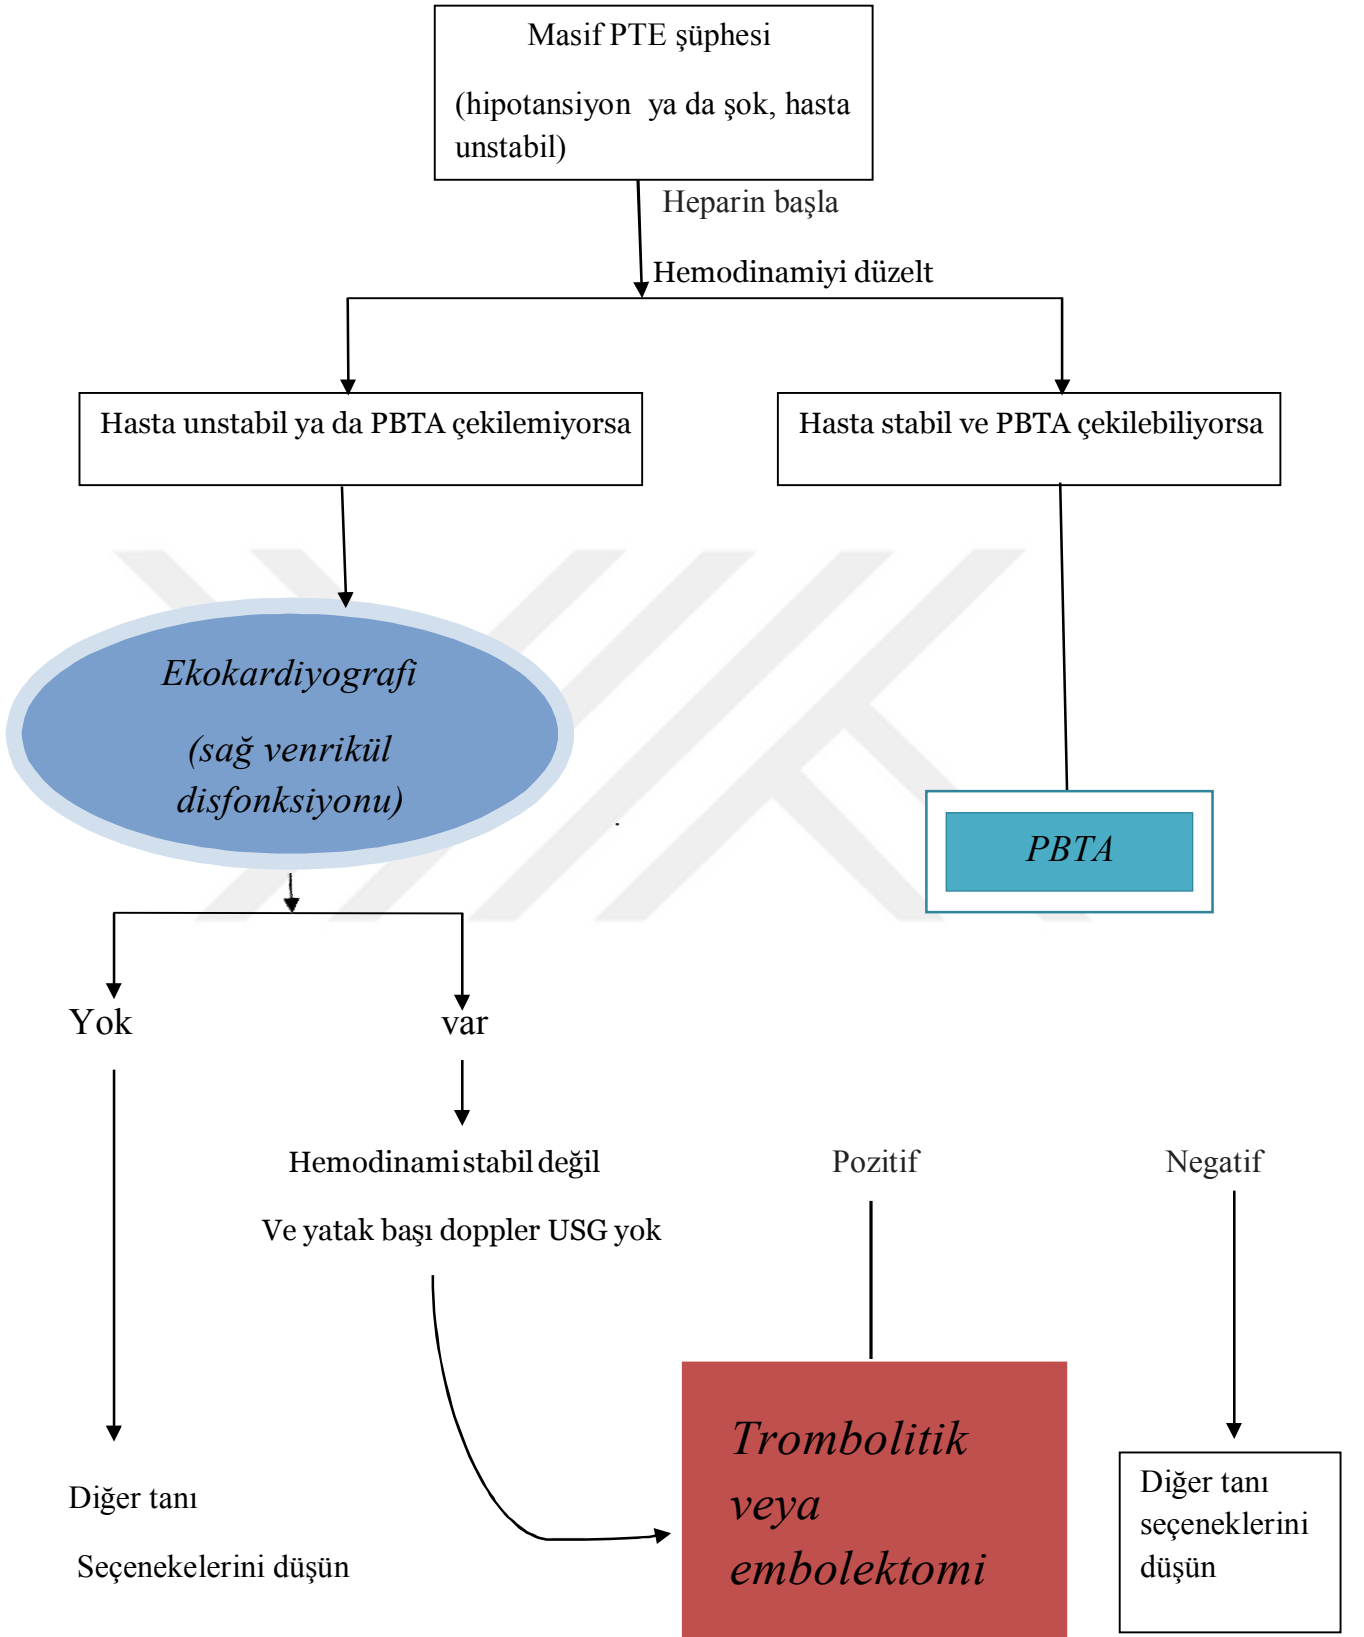 Masif PTE şüphesi
(hipotansiyon ya da şok, hasta
unstabil)
Heparin başla
Hemodinamiyi düzelt
Hasta unstabil ya da PBTA çekilemiyorsa
Hasta stabil ve PBTA çekilebiliyorsa
Ekokardiyografi
(sağ venrikül
disfonksiyonu)
PBTA
Yok
var
Hemodinami stabil değil
Ve yatak başı doppler USG yok
Pozitif
Negatif
Diğer tanı
Seçenekelerini düşün
Trombolitik
veya
embolektomi
Diğer tanı
seçeneklerini
düşün